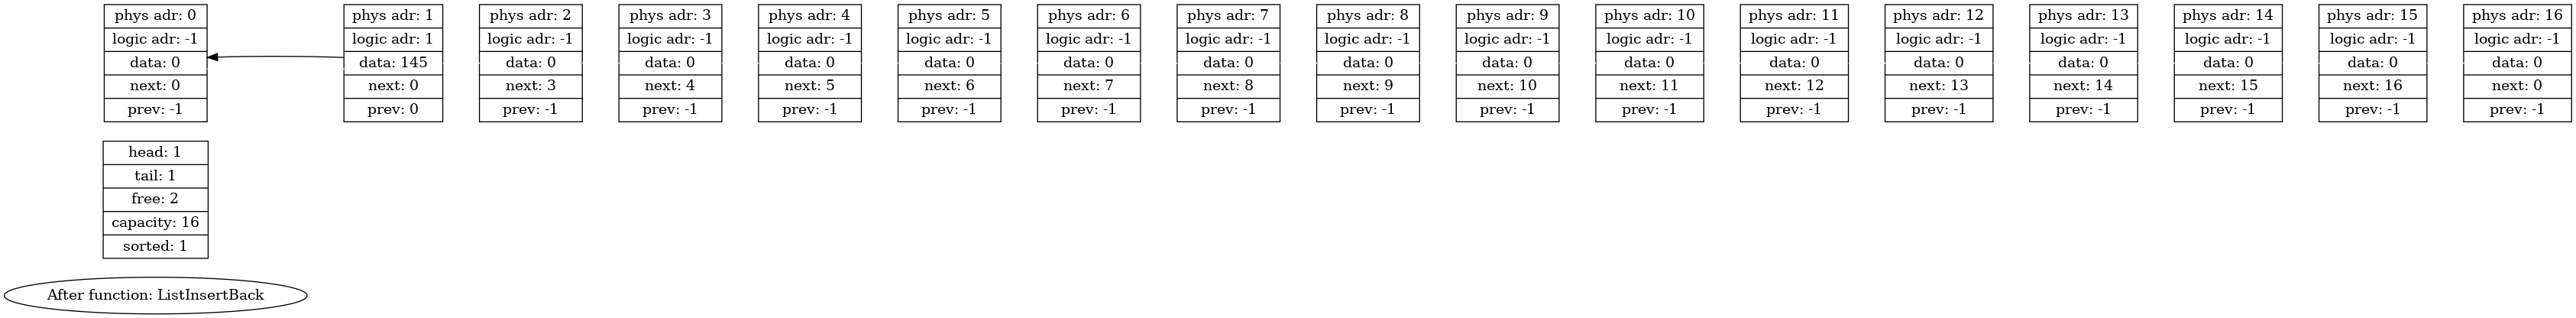 phys adr: 0
logic adr: -1
data: 0
next: 0
prev: -1
phys adr: 1
logic adr: 1
data: 145
next: 0
prev: 0
phys adr: 2
logic adr: -1
data: 0
next: 3
prev: -1
phys adr: 3
logic adr: -1
data: 0
next: 4
prev: -1
phys adr: 4
logic adr: -1
data: 0
next: 5
prev: -1
phys adr: 5
logic adr: -1
data: 0
next: 6
prev: -1
phys adr: 6
logic adr: -1
data: 0
next: 7
prev: -1
phys adr: 7
logic adr: -1
data: 0
next: 8
prev: -1
phys adr: 8
logic adr: -1
data: 0
next: 9
prev: -1
phys adr: 9
logic adr: -1
data: 0
next: 10
prev: -1
phys adr: 10
logic adr: -1
data: 0
next: 11
prev: -1
phys adr: 11
logic adr: -1
data: 0
next: 12
prev: -1
phys adr: 12
logic adr: -1
data: 0
next: 13
prev: -1
phys adr: 13
logic adr: -1
data: 0
next: 14
prev: -1
phys adr: 14
logic adr: -1
data: 0
next: 15
prev: -1
phys adr: 15
logic adr: -1
data: 0
next: 16
prev: -1
phys adr: 16
logic adr: -1
data: 0
next: 0
prev: -1
head: 1
tail: 1
free: 2
capacity: 16
sorted: 1
After function: ListInsertBack